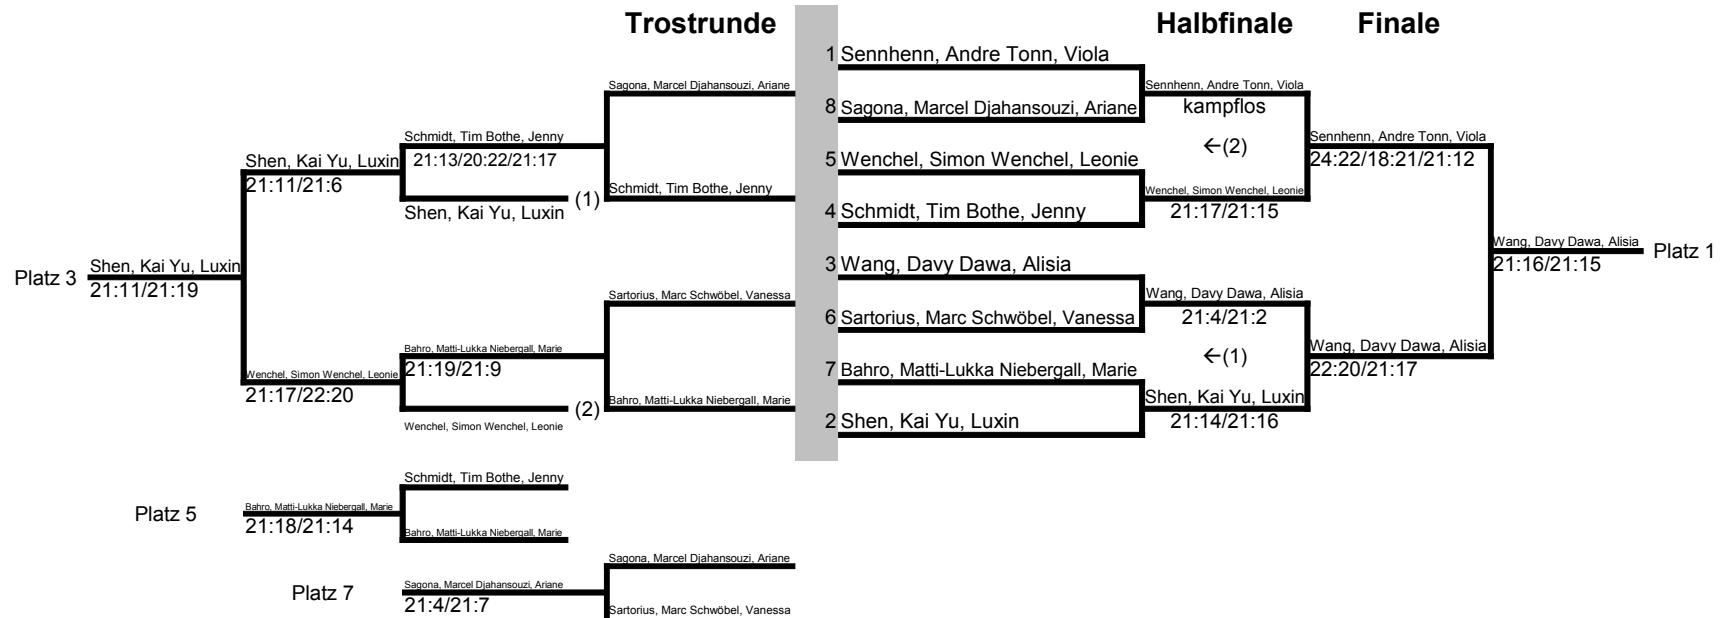 Trostrunde
Halbfinale
Finale
1 Sennhenn, Andre Tonn, Viola
Sagona, Marcel Djahansouzi, Ariane
Sennhenn, Andre Tonn, Viola
8 Sagona, Marcel Djahansouzi, Ariane
kampflos
Schmidt, Tim Bothe, Jenny
Sennhenn, Andre Tonn, Viola
←(2)
Shen, Kai Yu, Luxin
21:13/20:22/21:17
5 Wenchel, Simon Wenchel, Leonie
24:22/18:21/21:12
21:11/21:6
Schmidt, Tim Bothe, Jenny
Wenchel, Simon Wenchel, Leonie
(1)
Shen, Kai Yu, Luxin
4 Schmidt, Tim Bothe, Jenny
21:17/21:15
Wang, Davy Dawa, Alisia
Platz 1
21:16/21:15
Platz 3
Shen, Kai Yu, Luxin
3 Wang, Davy Dawa, Alisia
21:11/21:19
Sartorius, Marc Schwöbel, Vanessa
Wang, Davy Dawa, Alisia
6 Sartorius, Marc Schwöbel, Vanessa
21:4/21:2
Bahro, Matti-Lukka Niebergall, Marie
Wang, Davy Dawa, Alisia
←(1)
Wenchel, Simon Wenchel, Leonie
21:19/21:9
7 Bahro, Matti-Lukka Niebergall, Marie
22:20/21:17
21:17/22:20
Bahro, Matti-Lukka Niebergall, Marie
Shen, Kai Yu, Luxin
(2)
Wenchel, Simon Wenchel, Leonie
2 Shen, Kai Yu, Luxin
21:14/21:16
Schmidt, Tim Bothe, Jenny
Platz 5
Bahro, Matti-Lukka Niebergall, Marie
21:18/21:14
Bahro, Matti-Lukka Niebergall, Marie
Sagona, Marcel Djahansouzi, Ariane
Platz 7
Sagona, Marcel Djahansouzi, Ariane
21:4/21:7
Sartorius, Marc Schwöbel, Vanessa